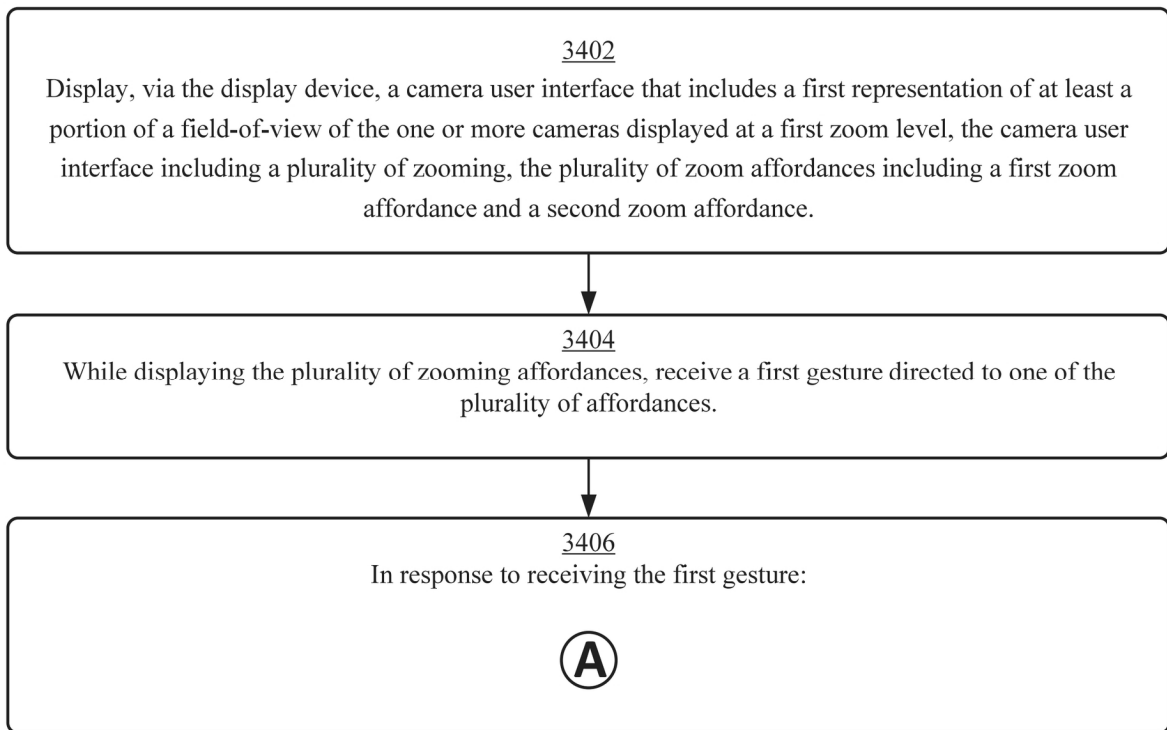 3402
Display, via the display device, a camera user interface that includes a first representation of at least a
portion of a field-of-view of the one or more cameras displayed at a first zoom level, the camera user
interface including a plurality of zooming, the plurality of zoom affordances including a first zoom
affordance and a second zoom affordance.
3404
While displaying the plurality of zooming affordances, receive a first gesture directed to one of the
plurality of affordances.
3406
In response to receiving the first gesture:
A